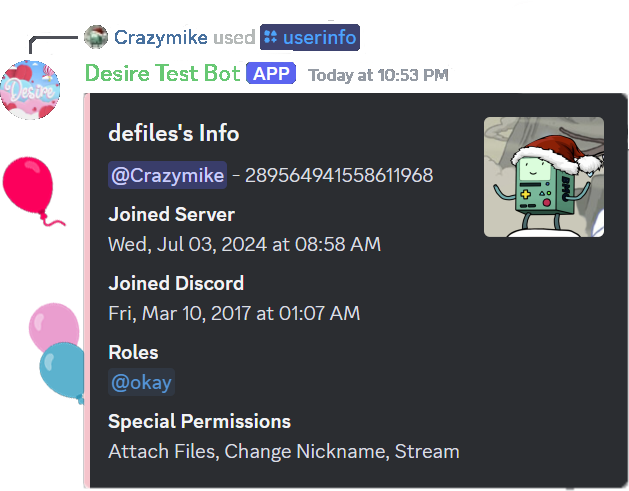 Crazymike used userinfo
Desire Test Bot APP Today at 10:53 PM
Desire
defiles's Info
@Crazymike - 289564941558611968
Joined Server
Wed, Jul 03, 2024 at 08:58 AM
Joined Discord
Fri, Mar 10, 2017 at 01:07 AM
Roles
@okay
Special Permissions
Attach Files, Change Nickname, Stream